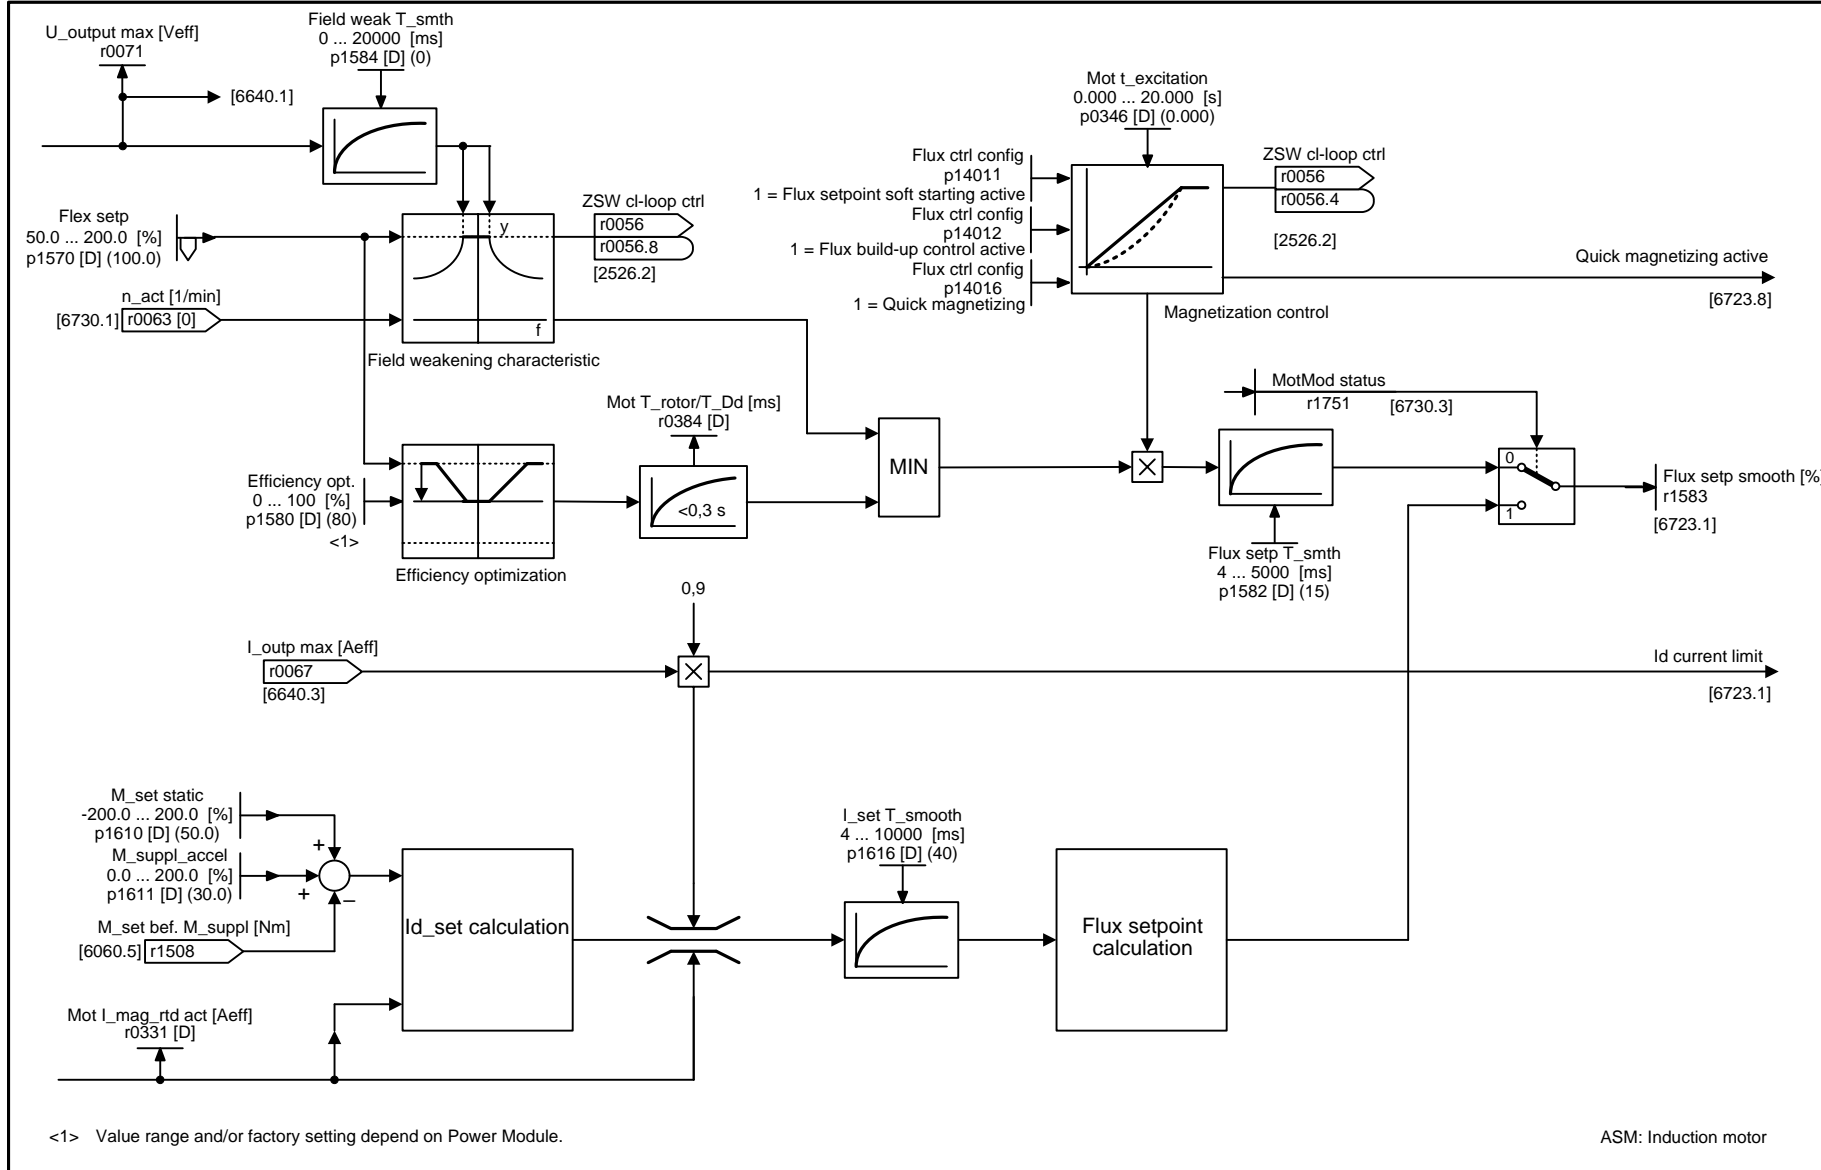 U_output max [Veff]
r0071
[6640.1]
Field weak T_smth
0 ... 20000 [ms]
p1584 [D] (0)
Flex setp
50.0 ... 200.0 [%]
p1570 [D] (100.0)
n_act [1/min]
[6730.1]
r0063 [0]
y
f
Field weakening characteristic
ZSW cl-loop ctrl
r0056
r0056.8
[2526.2]
Mot t_excitation
0.000 ... 20.000 [s]
p0346 [D] (0.000)
Flux ctrl config
p1401.1
1 = Flux setpoint soft starting active
Flux ctrl config
p1401.2
1 = Flux build-up control active
Flux ctrl config
p1401.6
1 = Quick magnetizing
Magnetization control
ZSW cl-loop ctrl
r0056
r0056.4
[2526.2]
Quick magnetizing active
[6723.8]
Efficiency opt.
0 ... 100 [%]
p1580 [D] (80)
<1>
Efficiency optimization
Mot T_rotor/T_Dd [ms]
r0384 [D]
<0,3 s
MIN
MotMod status
r1751
[6730.3]
Flux setp T_smth
4 ... 5000 [ms]
p1582 [D] (15)
0
1
Flux setp smooth [%
r1583
[6723.1]
0,9
I_outp max [Aeff]
r0067
[6640.3]
Id current limit
[6723.1]
M_set static
-200.0 ... 200.0 [%]
p1610 [D] (50.0)
M_suppl_accel
0.0 ... 200.0 [%]
p1611 [D] (30.0)
+
+
–
M_set bef. M_suppl [Nm]
[6060.5]
r1508
Id_set calculation
I_set T_smooth
4 ... 10000 [ms]
p1616 [D] (40)
Flux setpoint
calculation
Mot I_mag_rtd act [Aeff]
r0331 [D]
<1> Value range and/or factory setting depend on Power Module.
ASM: Induction motor